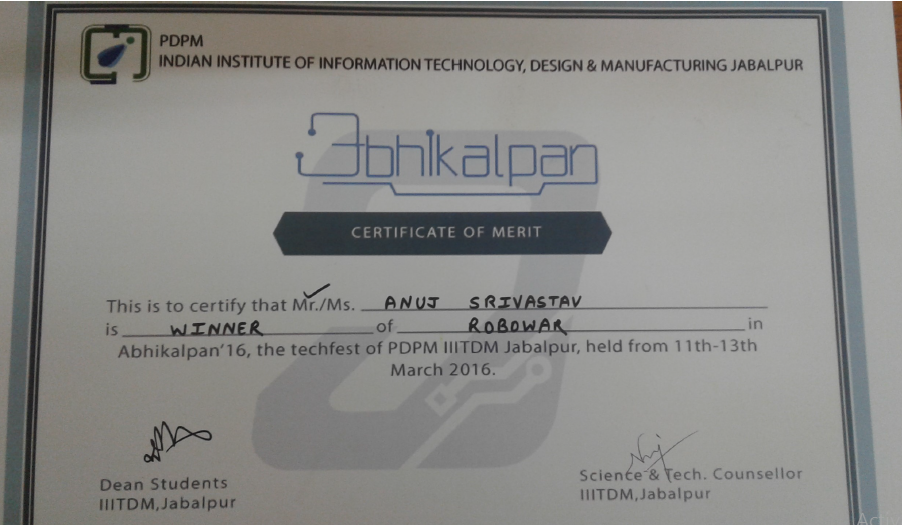 PDPM
INDIAN INSTITUTE OF INFORMATION TECHNOLOGY, DESIGN & MANUFACTURING JABALPUR
abhikalpan
CERTIFICATE OF MERIT
This is to certify that Mr./Ms. ANUJ SRIVASTAV
is WINNER of ROBOWAR in
Abhikalpan'16, the techfest of PDPM IIITDM Jabalpur, held from 11th-13th
March 2016.
Dean Students
IIITDM,Jabalpur
Science & Tech. Counsellor
IIITDM,Jabalpur